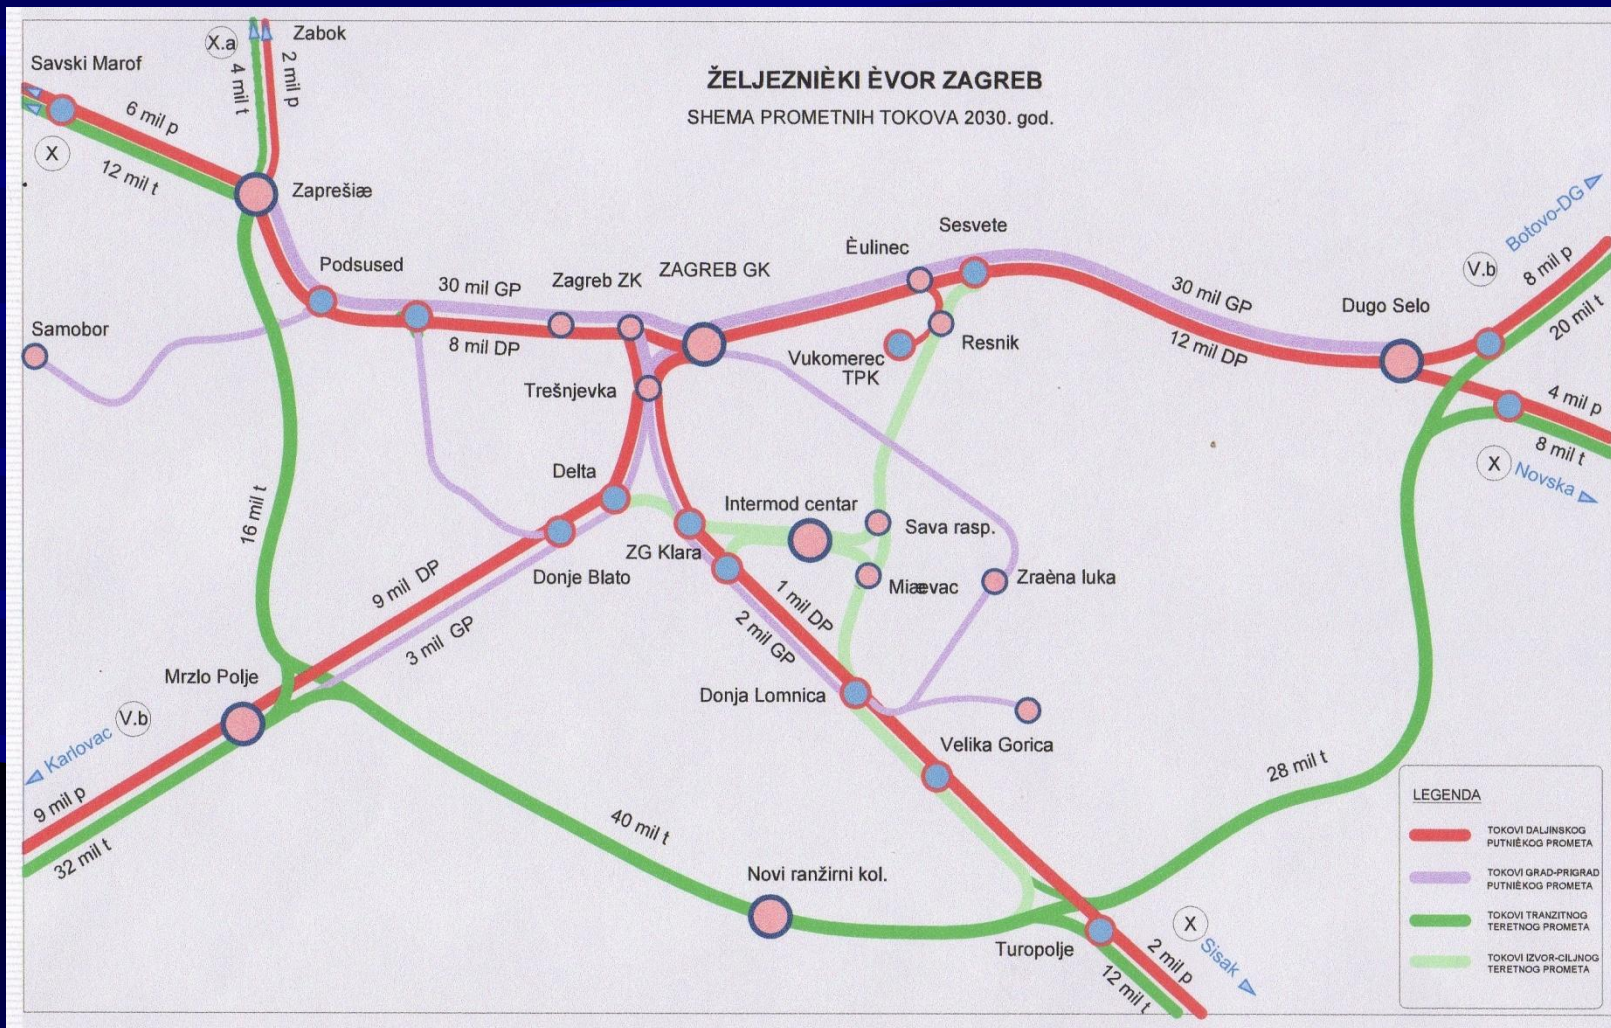 ŽELJEZNIÈKI ÈVOR ZAGREB
SHEMA PROMETNIH TOKOVA 2030. god.
X.a
Zabok
Savski Marof
4 mil t
2 mil p
6 mil p
X
12 mil t
Zaprešiæ
Botovo-DG
V.b
8 mil p
20 mil t
Sesvete
Èulinec
Podsused
30 mil GP
Zagreb ZK
ZAGREB GK
30 mil GP
Dugo Selo
Samobor
8 mil DP
Vukomerec
TPK
Resnik
12 mil DP
Trešnjevka
4 mil p
8 mil t
X
Novska
Delta
16 mil t
Intermod centar
Sava rasp.
ZG Klara
Donje Blato
Miævac
Zraèna luka
9 mil DP
3 mil GP
1 mil DP
2 mil GP
Mrzlo Polje
Donja Lomnica
V.b
Karlovac
Velika Gorica
9 mil p
32 mil t
28 mil t
40 mil t
Novi ranžirni kol.
Turopolje
X
Sisak
2 mil p
12 mil t
LEGENDA
TOKOVI DALJINSKOG
PUTNIÈKOG PROMETA
TOKOVI GRAD-PRIGRAD
PUTNIÈKOG PROMETA
TOKOVI TRANZITNOG
TERETNOG PROMETA
TOKOVI IZVOR-CILJNOG
TERETNOG PROMETA